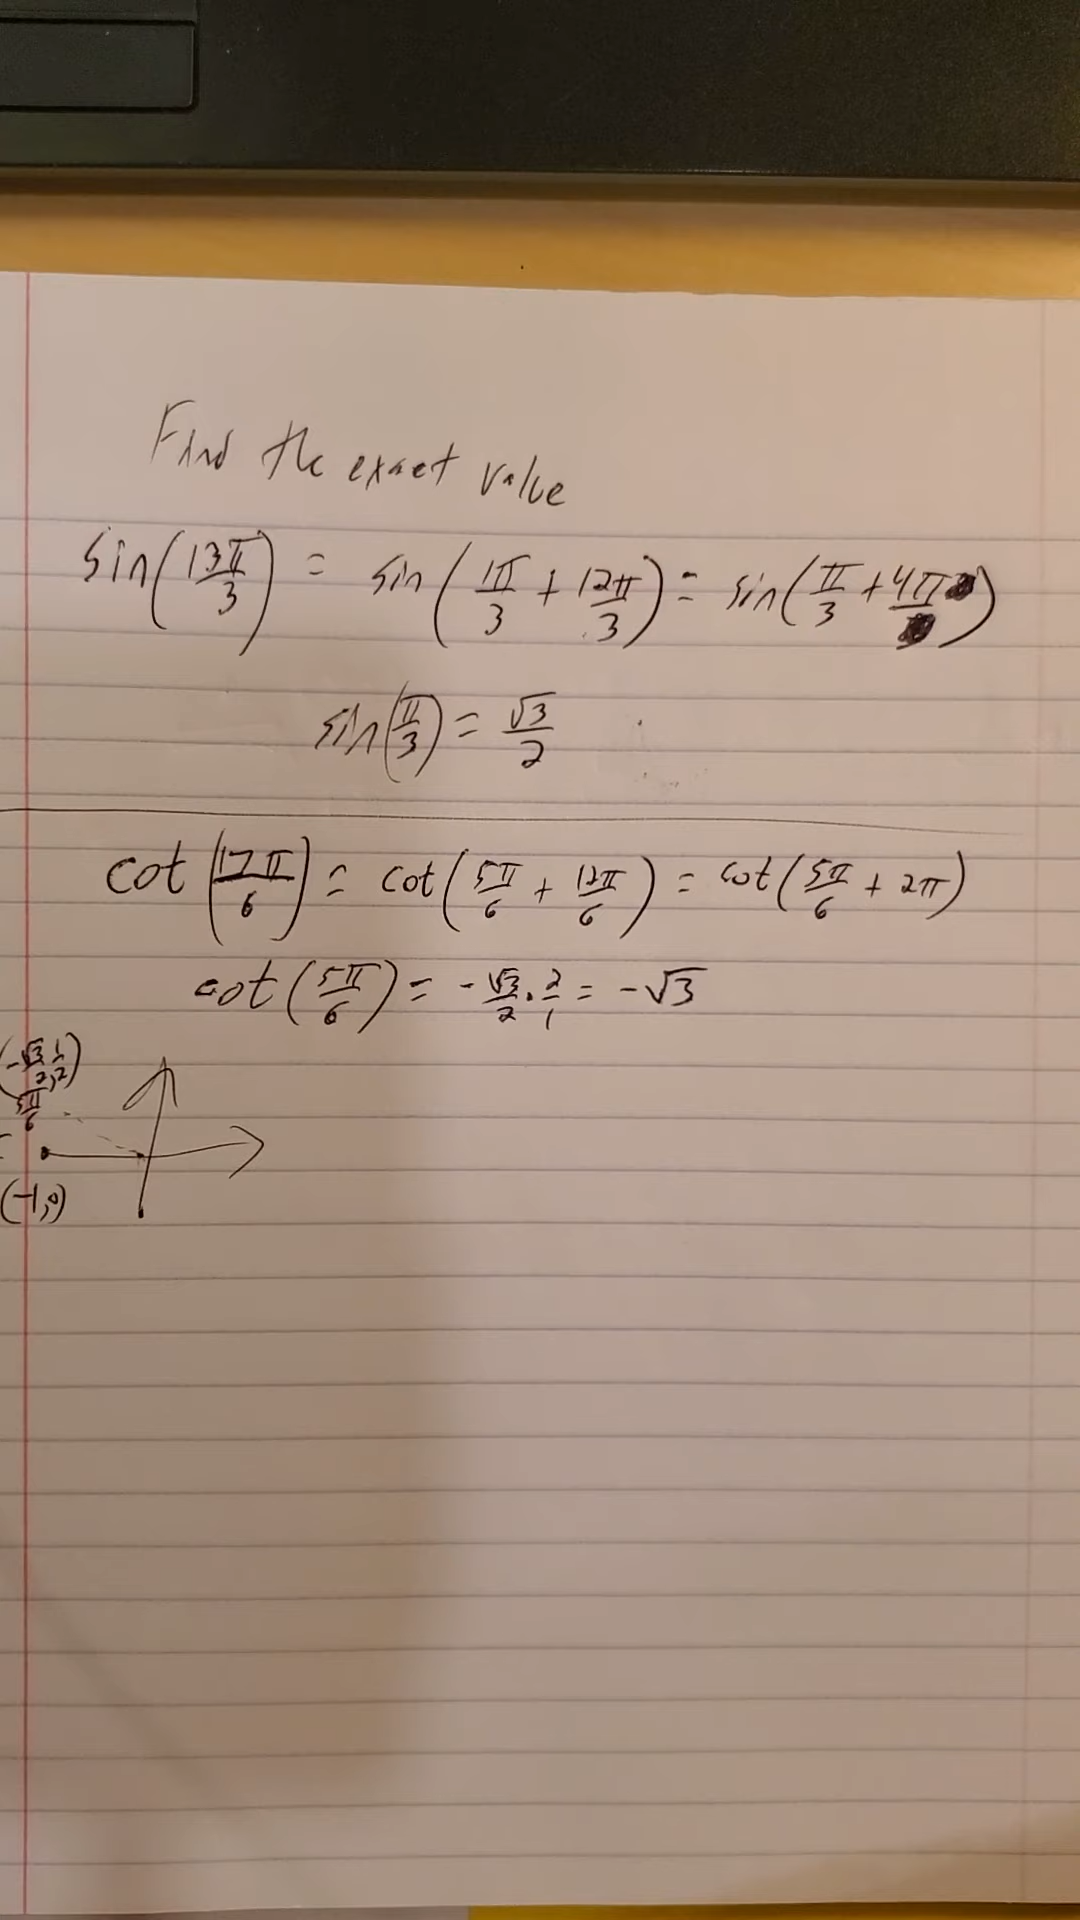 Find the exact value
sin(13π/3) = sin(1π/3 + 12π/3) = sin(π/3 + 4π)
sin(π/3) = √3/2
cot(17π/6) = cot(5π/6 + 12π/6) = cot(5π/6 + 2π)
cot(5π/6) = -√3/2 · 2/1 = -√3
(-√3/2, 1/2)
5π/6
(-1,0)